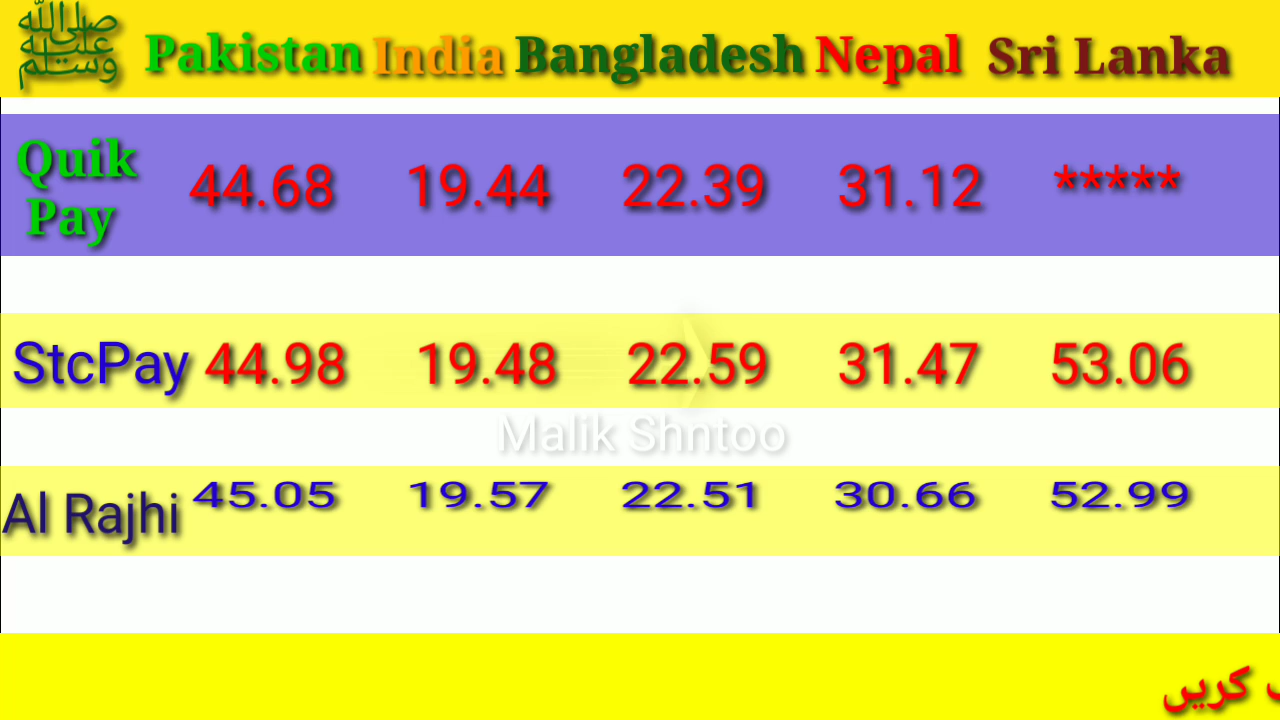 ﷺ Pakistan India Bangladesh Nepal Sri Lanka
Quik Pay 44.68 19.44 22.39 31.12 *****
StcPay 44.98 19.48 22.59 31.47 53.06
Malik Shntoo
Al Rajhi 45.05 19.57 22.51 30.66 52.99
کریں